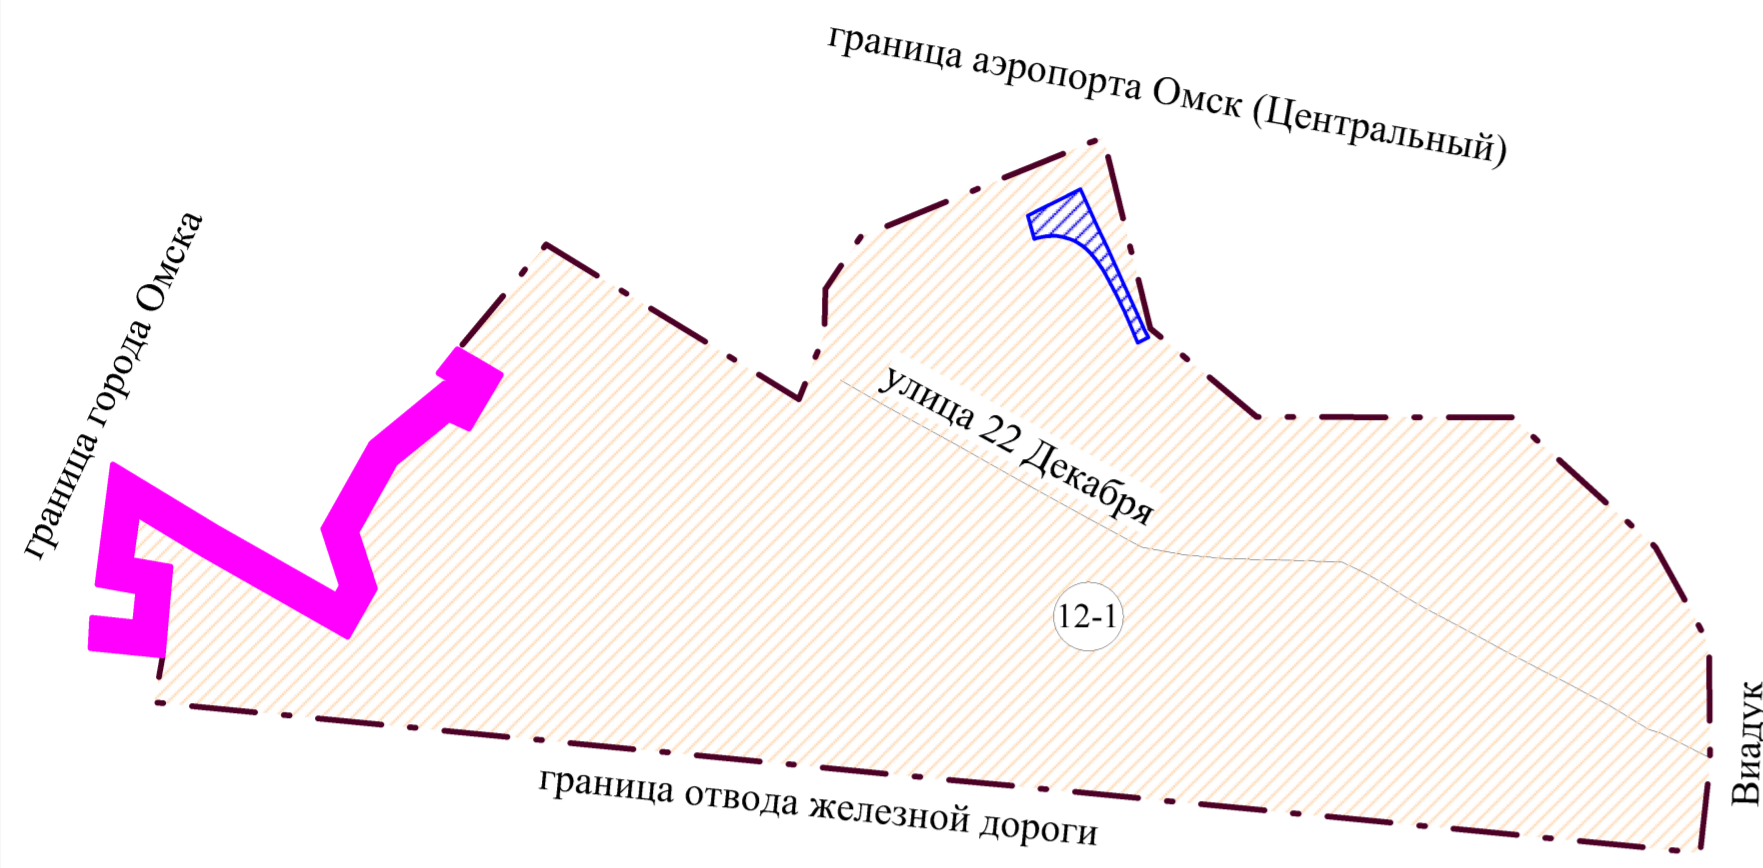 граница аэропорта Омск (Центральный)
граница города Омска
улица 22 Декабря
12-1
Виадук
граница отвода железной дороги